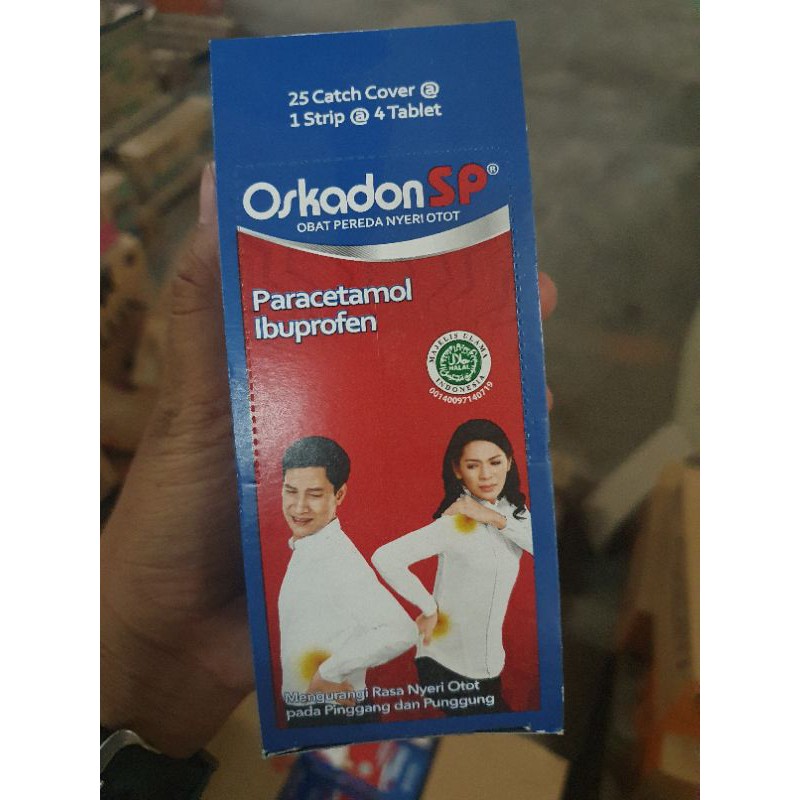 25 Catch Cover @
1 Strip @ 4 Tablet
OskadonSP®
OBAT PEREDA NYERI OTOT
Paracetamol
Ibuprofen
MAJELIS ULAMA
حلال
HALAL
INDONESIA
00140097140719
Mengurangi Rasa Nyeri Otot
pada Pinggang dan Punggung